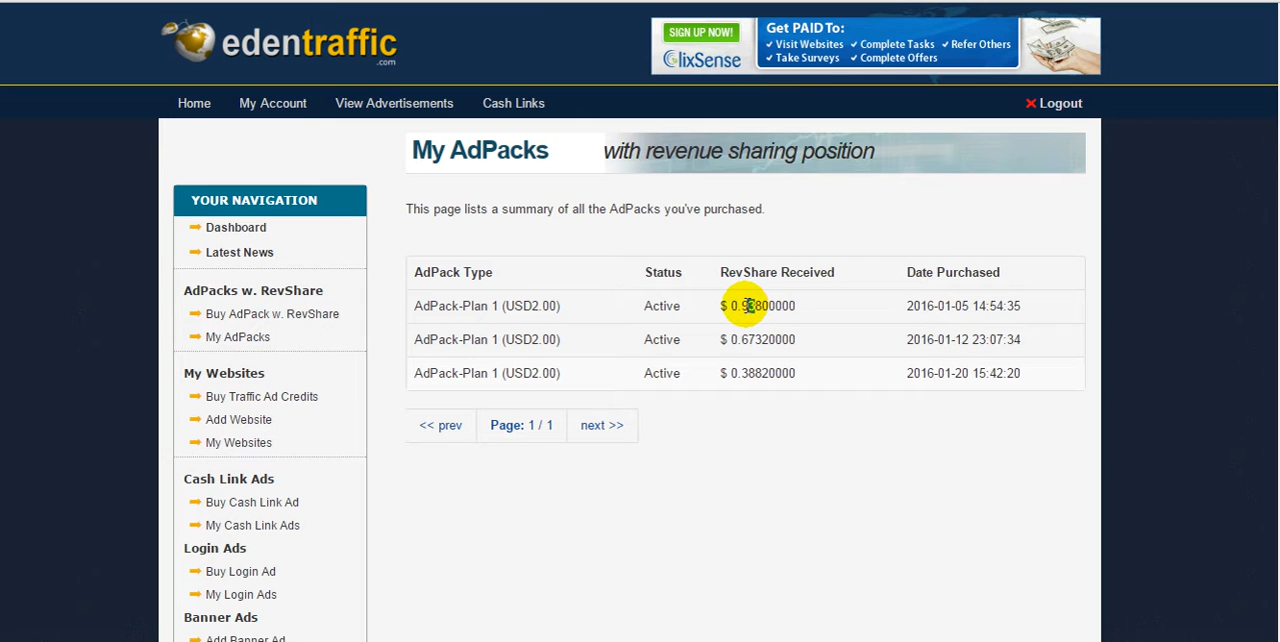 edentraffic
.com
SIGN UP NOW!
ClixSense
Get PAID To:
✓ Visit Websites ✓ Complete Tasks ✓ Refer Others
✓ Take Surveys ✓ Complete Offers
Home My Account View Advertisements Cash Links Logout
My AdPacks with revenue sharing position
YOUR NAVIGATION
Dashboard
Latest News
AdPacks w. RevShare
Buy AdPack w. RevShare
My AdPacks
My Websites
Buy Traffic Ad Credits
Add Website
My Websites
Cash Link Ads
Buy Cash Link Ad
My Cash Link Ads
Login Ads
Buy Login Ad
My Login Ads
Banner Ads
Add Banner Ad
This page lists a summary of all the AdPacks you've purchased.
AdPack Type Status RevShare Received Date Purchased
AdPack-Plan 1 (USD2.00) Active 2016-01-05 14:54:35
AdPack-Plan 1 (USD2.00) Active $ 0.67320000 2016-01-12 23:07:34
AdPack-Plan 1 (USD2.00) Active $ 0.38820000 2016-01-20 15:42:20
<< prev Page: 1 / 1 next >>